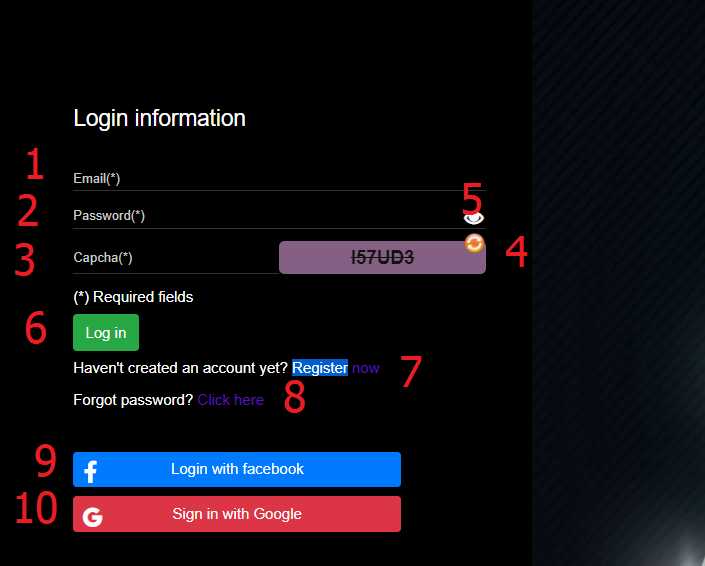 Login information
1
Email(*)
2
Password(*)
5
3
Capcha(*)
I57UD3
4
(*) Required fields
6
Log in
Haven't created an account yet? Register now
7
Forgot password? Click here
8
9
Login with facebook
10
Sign in with Google